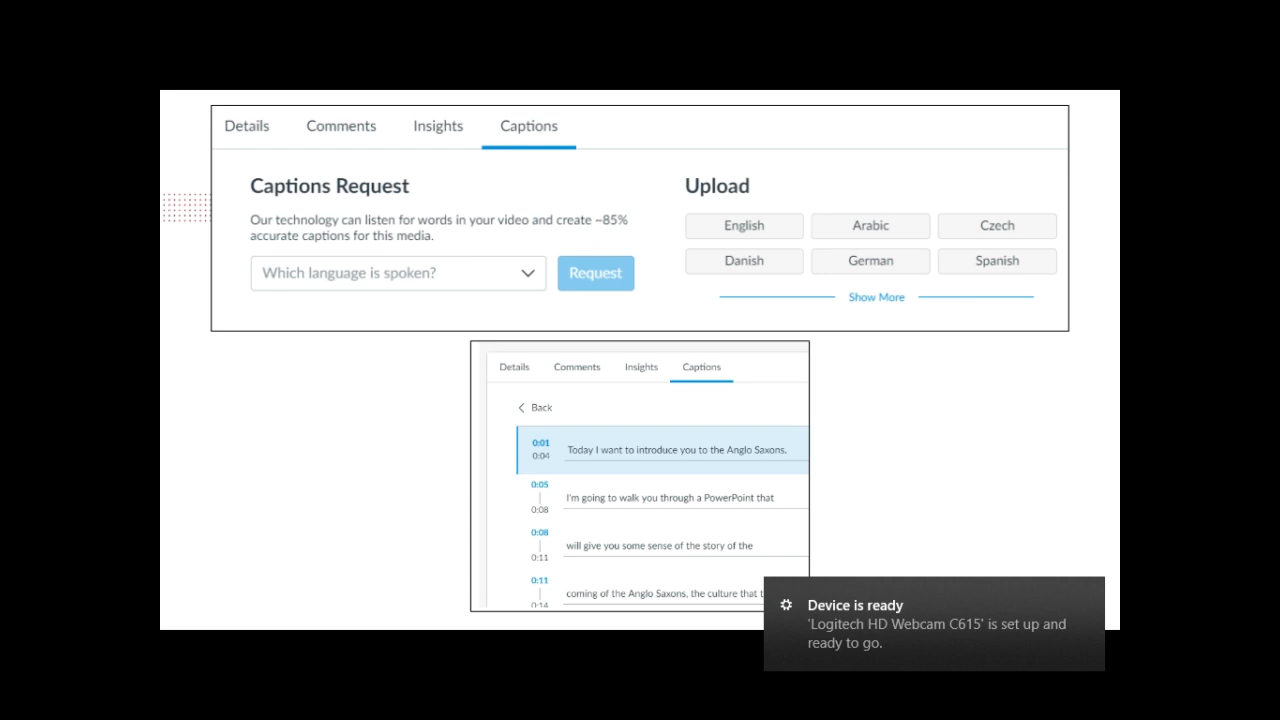 Details Comments Insights Captions
Captions Request
Our technology can listen for words in your video and create ~85%
accurate captions for this media.
Which language is spoken? Request
Upload
English Arabic Czech
Danish German Spanish
Show More
Details Comments Insights Captions
Back
0:01
0:04
Today I want to introduce you to the Anglo Saxons.
0:05
0:08
I'm going to walk you through a PowerPoint that
0:08
0:11
will give you some sense of the story of the
0:11
0:14
coming of the Anglo Saxons, the culture that
Device is ready
'Logitech HD Webcam C615' is set up and
ready to go.